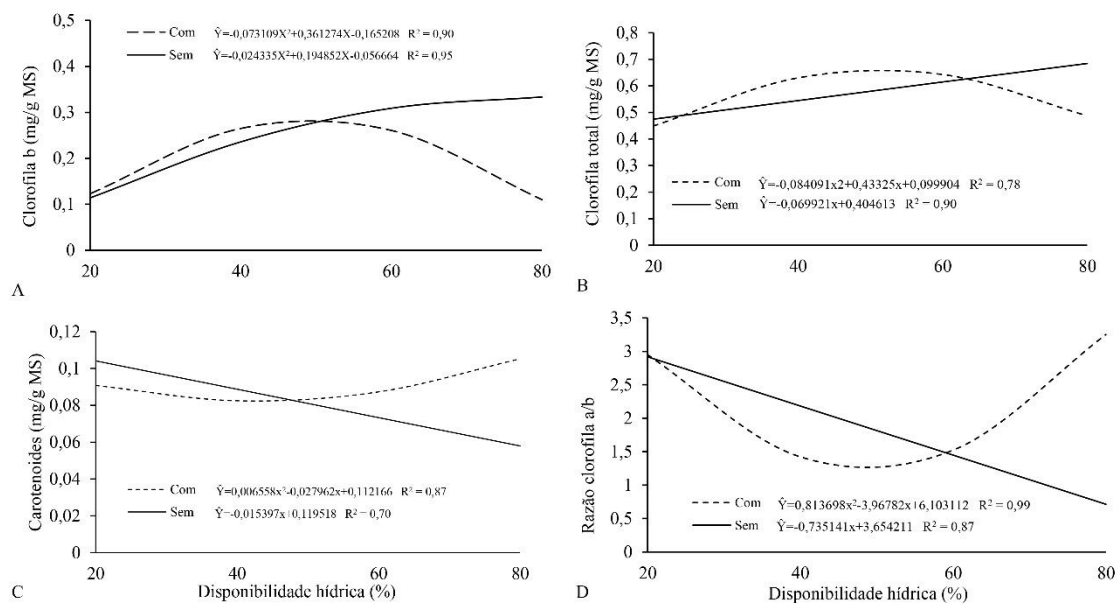 0,5
0,4
0,3
0,2
0,1
0
Clorofila b (mg/g MS)
Com Ŷ=-0,073109X²+0,361274X-0,165208 R² = 0,90
Sem Ŷ=-0,024335X²+0,194852X-0,056664 R² = 0,95
20 40 60 80
A
0,8
0,7
0,6
0,5
0,4
0,3
0,2
0,1
0
Clorofila total (mg/g MS)
Com Ŷ=-0,084091x2+0,43325x+0,099904 R² = 0,78
Sem Ŷ=-0,069921x+0,404613 R² = 0,90
20 40 60 80
B
0,12
0,1
0,08
0,06
0,04
0,02
0
Carotenoides (mg/g MS)
Com Ŷ=0,006558x²-0,027962x+0,112166 R² = 0,87
Sem Ŷ=-0,015397x+0,119518 R² = 0,70
20 40 60 80
C Disponibilidade hídrica (%)
3,5
3
2,5
2
1,5
1
0,5
0
Razão clorofila a/b
Com Ŷ=0,813698x²-3,96782x+6,103112 R² = 0,99
Sem Ŷ=-0,735141x+3,654211 R² = 0,87
20 40 60 80
D Disponibilidade hídrica (%)